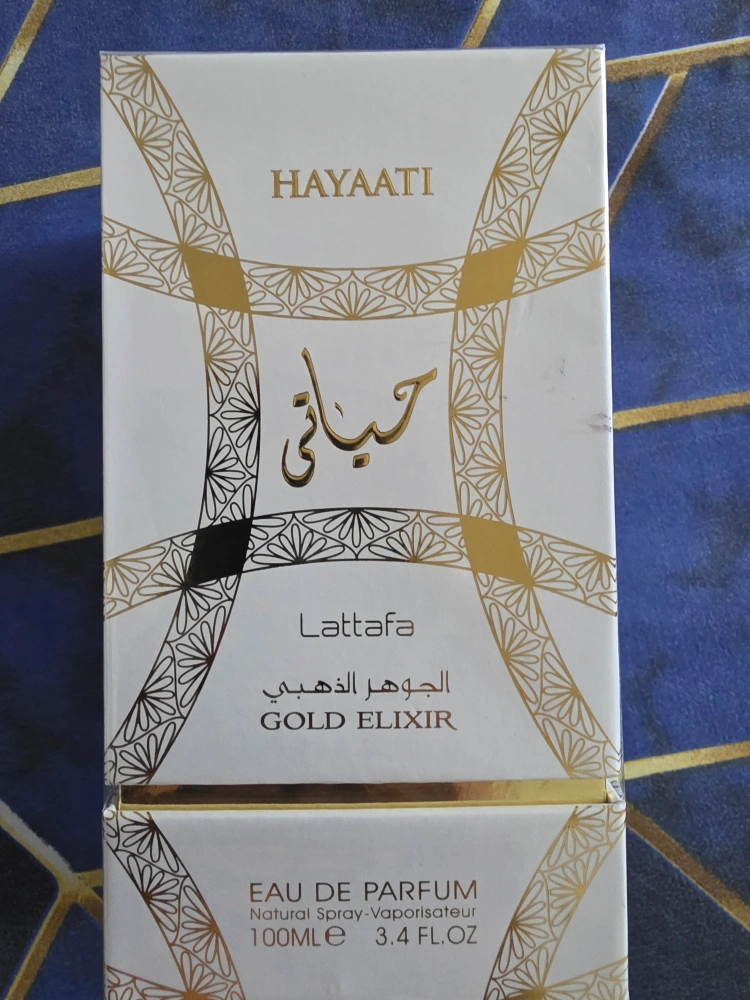 HAYAATI
حياتي
Lattafa
الجوهر الذهبي
GOLD ELIXIR
EAU DE PARFUM
Natural Spray-Vaporisateur
100ML℮ 3.4 FL.OZ